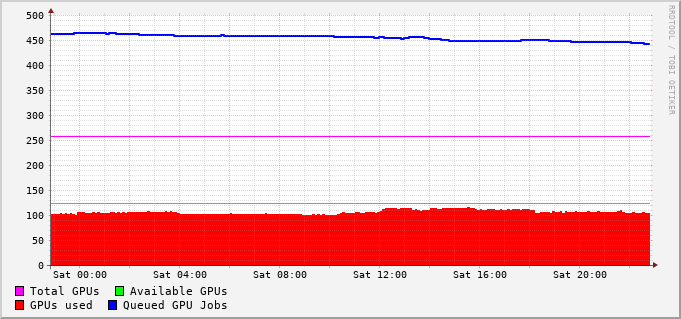 500
450
400
350
300
250
200
150
100
50
0
Sat 00:00 Sat 04:00 Sat 08:00 Sat 12:00 Sat 16:00 Sat 20:00
Total GPUs Available GPUs
GPUs used Queued GPU Jobs
RRDTOOL / TOBI OETIKER